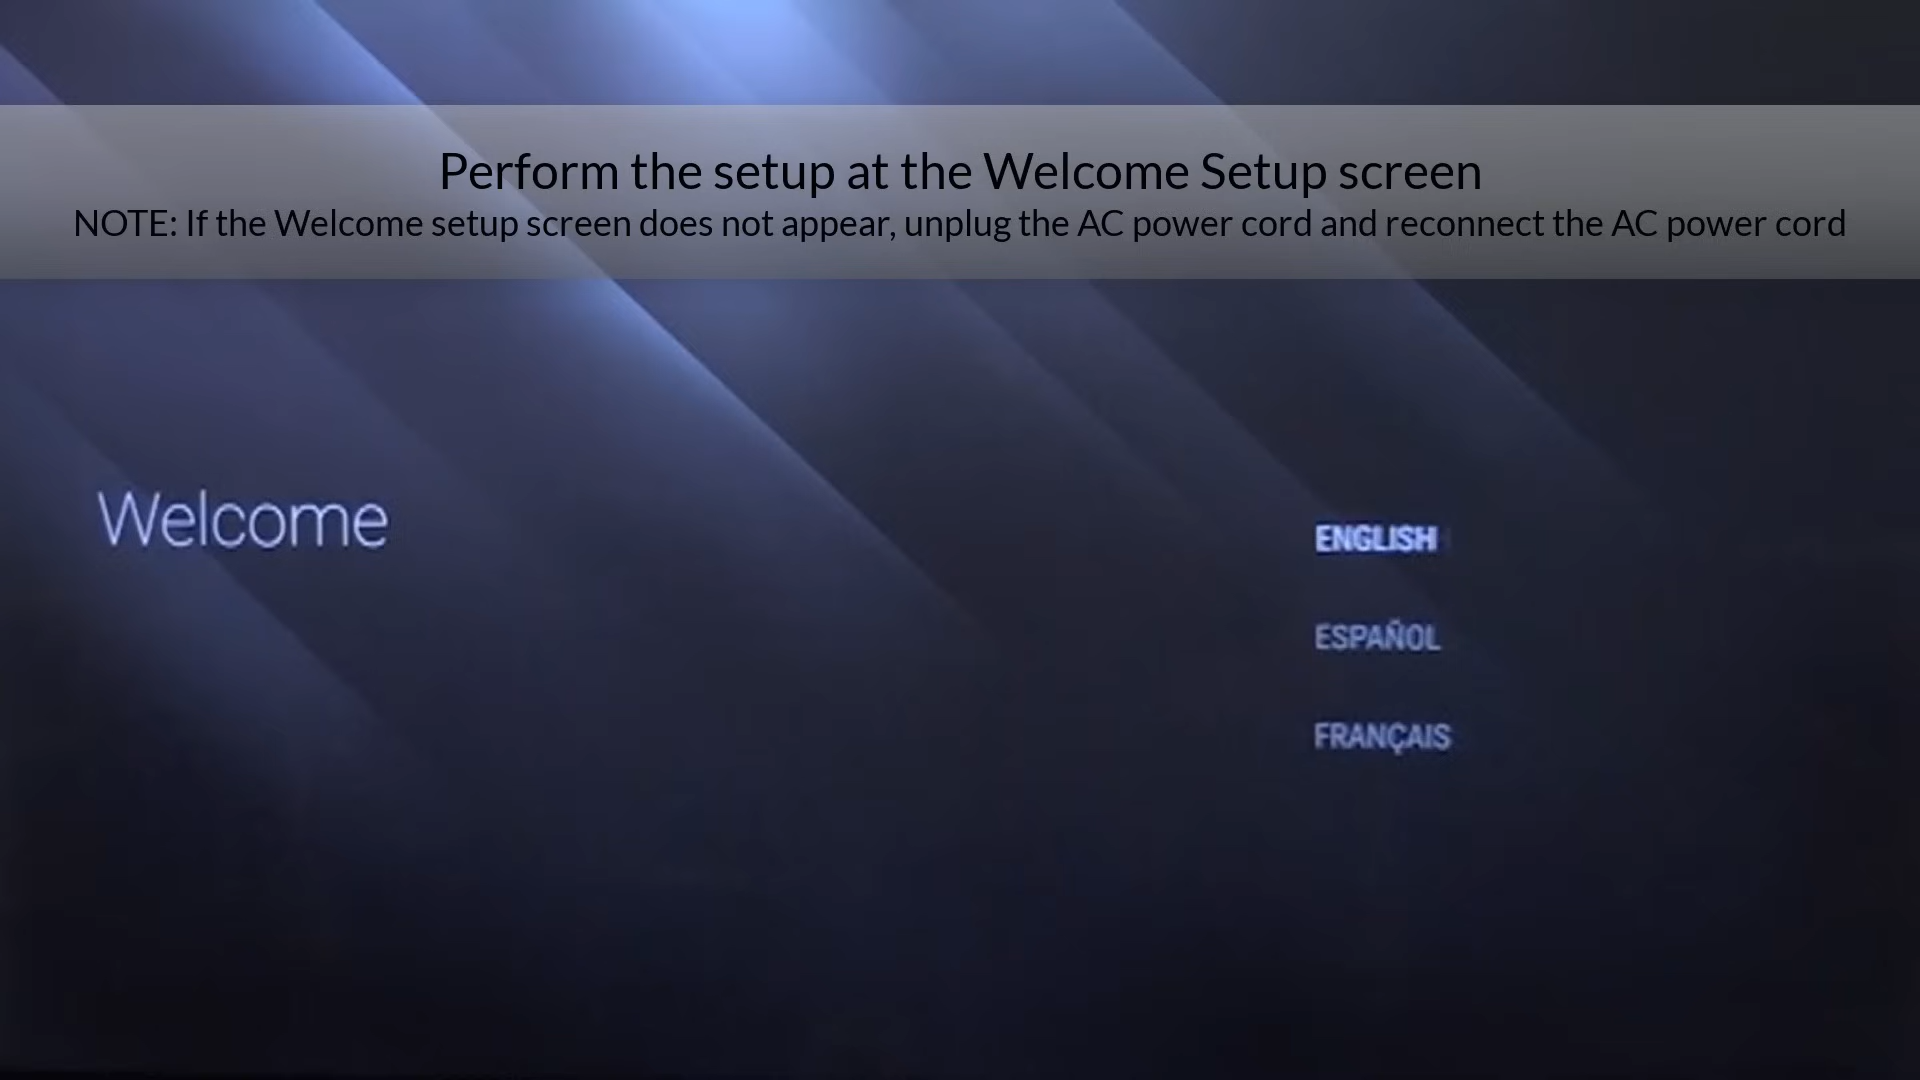 Perform the setup at the Welcome Setup screen
NOTE: If the Welcome setup screen does not appear, unplug the AC power cord and reconnect the AC power cord
Welcome
ENGLISH
ESPAÑOL
FRANÇAIS